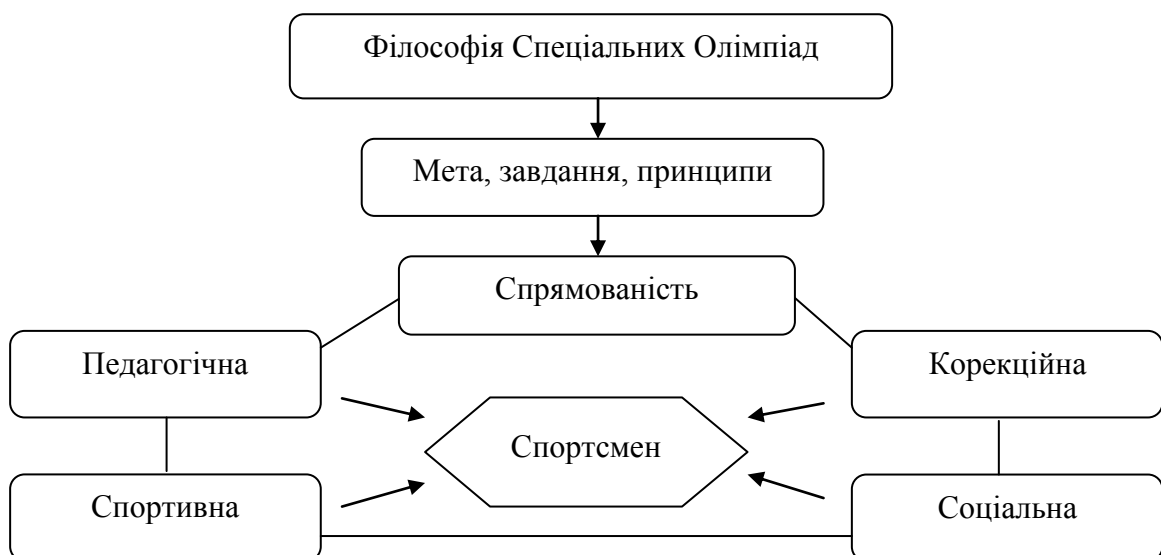 Філософія Спеціальних Олімпіад
Мета, завдання, принципи
Спрямованість
Педагогічна
Корекційна
Спортсмен
Спортивна
Соціальна